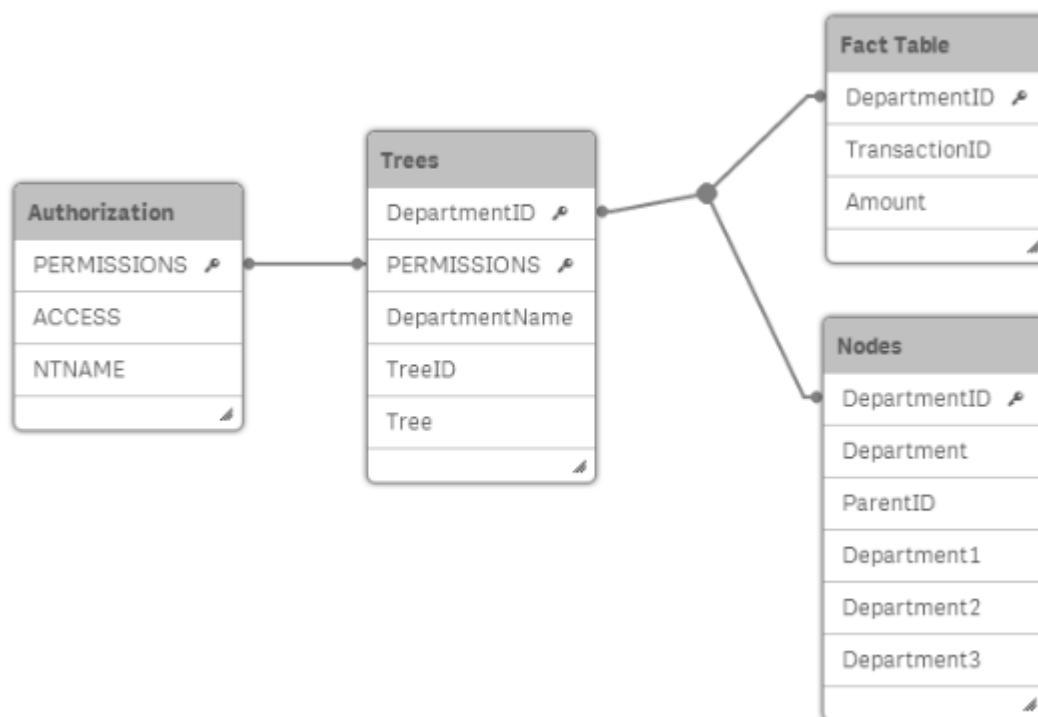 Authorization
PERMISSIONS
ACCESS
NTNAME
Trees
DepartmentID
PERMISSIONS
DepartmentName
TreeID
Tree
Fact Table
DepartmentID
TransactionID
Amount
Nodes
DepartmentID
Department
ParentID
Department1
Department2
Department3